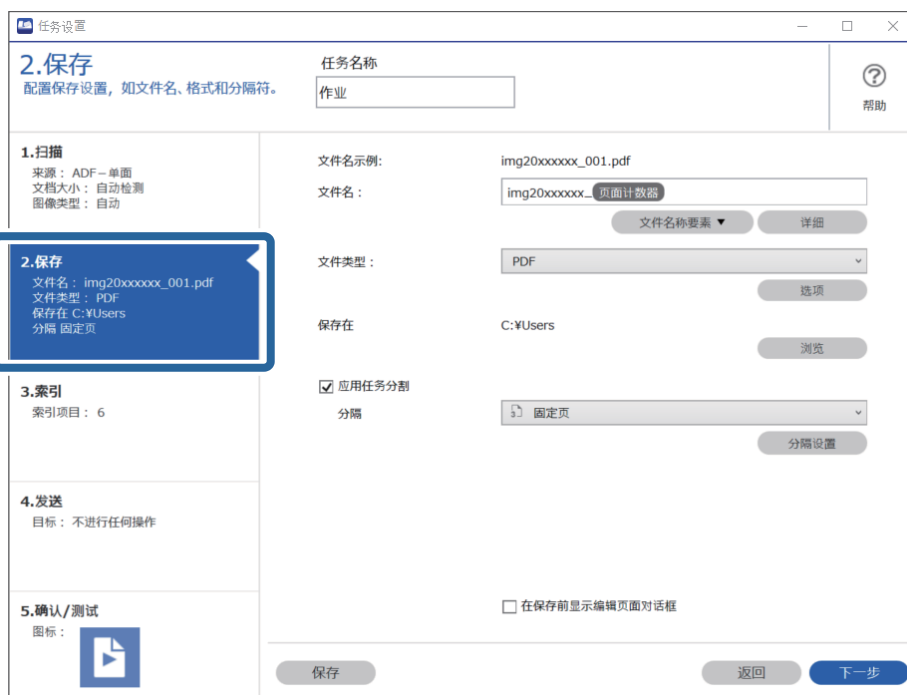 任务设置
2.保存
配置保存设置，如文件名、格式和分隔符。
任务名称
作业
帮助
1.扫描
来源： ADF－单面
文档大小： 自动检测
图像类型： 自动
2.保存
文件名： img20xxxxxx_001.pdf
文件类型： PDF
保存在 C:¥Users
分隔 固定页
3.索引
索引项目： 6
4.发送
目标： 不进行任何操作
5.确认/测试
图标：
文件名示例: img20xxxxxx_001.pdf
文件名： img20xxxxxx_ 页面计数器
文件名称要素 ▼ 详细
文件类型： PDF
选项
保存在 C:¥Users
浏览
应用任务分割
分隔 固定页
分隔设置
在保存前显示编辑页面对话框
保存 返回 下一步